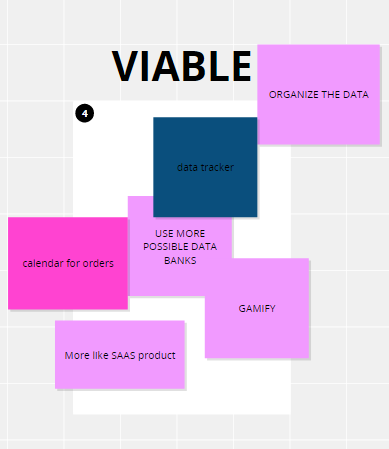 VIABLE
ORGANIZE THE DATA
4
data tracker
USE MORE
POSSIBLE DATA
BANKS
calendar for orders
GAMIFY
More like SAAS product